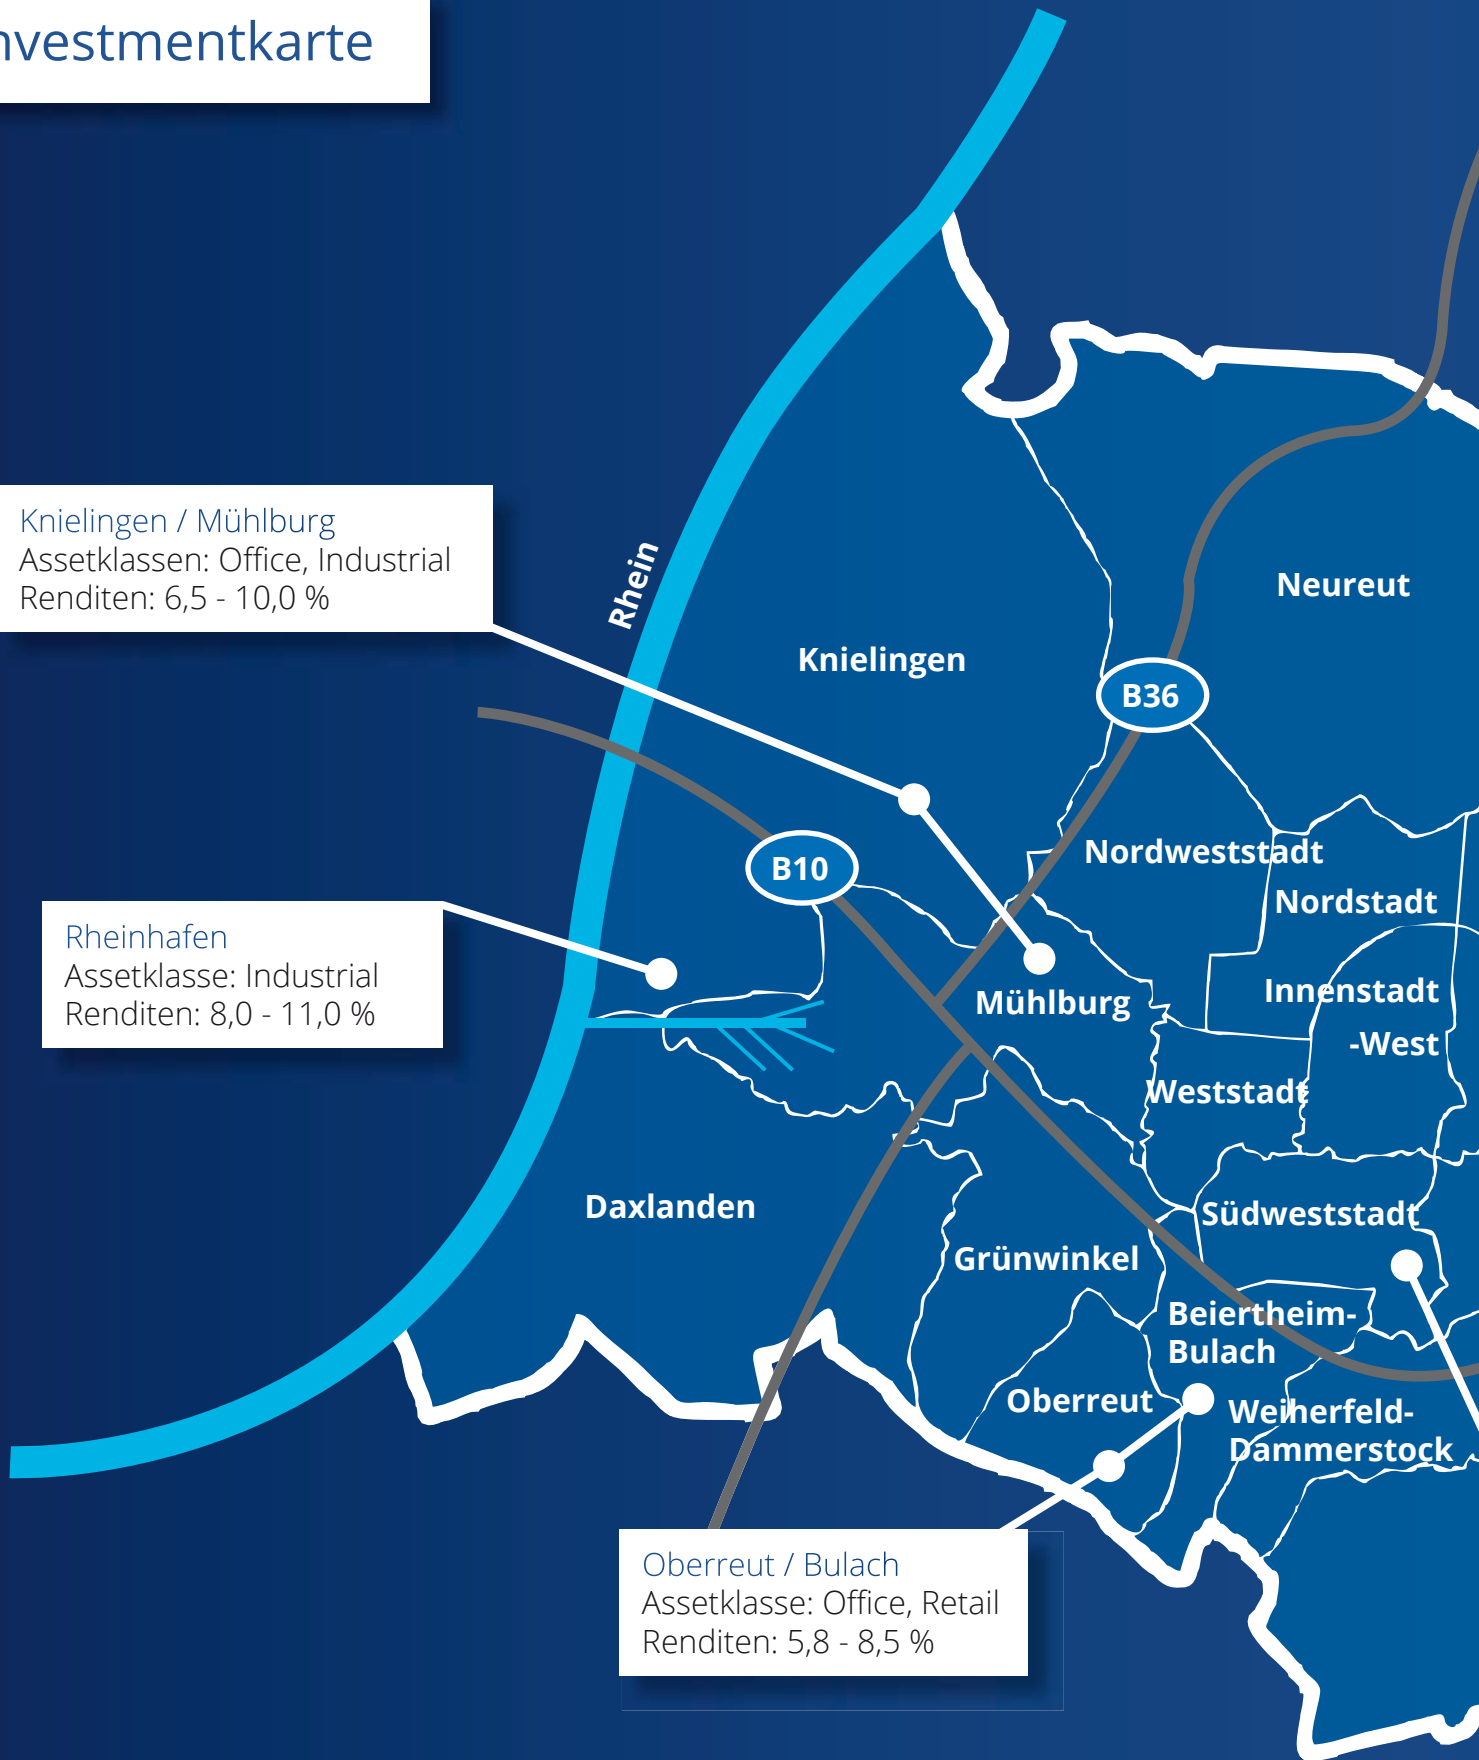 nvestmentkarte
Knielingen / Mühlburg
Assetklassen: Office, Industrial
Renditen: 6,5 - 10,0 %
Rhein
Neureut
Knielingen
B36
Nordweststadt
B10
Nordstadt
Rheinhafen
Assetklasse: Industrial
Renditen: 8,0 - 11,0 %
Innenstadt
-West
Mühlburg
Weststadt
Daxlanden
Südweststadt
Grünwinkel
Beiertheim-
Bulach
Oberreut
Weiherfeld-
Dammerstock
Oberreut / Bulach
Assetklasse: Office, Retail
Renditen: 5,8 - 8,5 %